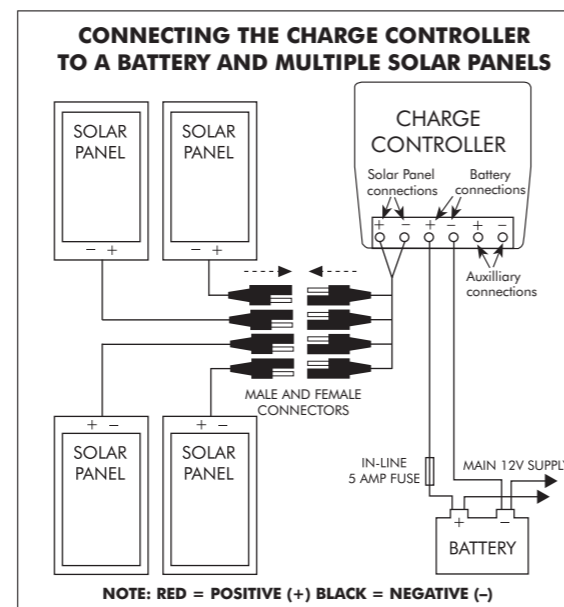 CONNECTING THE CHARGE CONTROLLER
TO A BATTERY AND MULTIPLE SOLAR PANELS
SOLAR
PANEL
– +
SOLAR
PANEL
– +
CHARGE
CONTROLLER
Solar Panel
connections
Battery
connections
+ – + – + –
Auxilliary
connections
MALE AND FEMALE
CONNECTORS
+ –
SOLAR
PANEL
+ –
SOLAR
PANEL
IN-LINE
5 AMP FUSE
MAIN 12V SUPPLY
+ –
BATTERY
NOTE: RED = POSITIVE (+) BLACK = NEGATIVE (–)